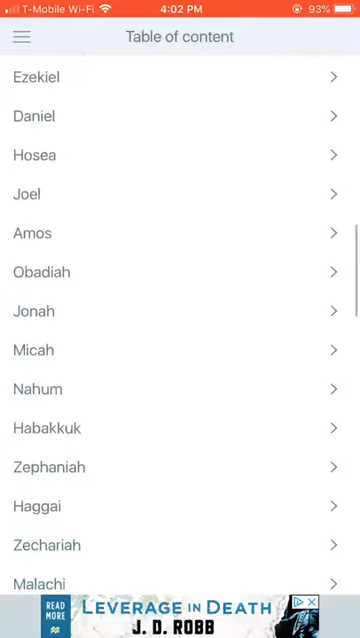 T-Mobile Wi-Fi 4:02 PM 93%
Table of content
Ezekiel
Daniel
Hosea
Joel
Amos
Obadiah
Jonah
Micah
Nahum
Habakkuk
Zephaniah
Haggai
Zechariah
Malachi
READ
MORE
LEVERAGE IN DEATH
J. D. ROBB